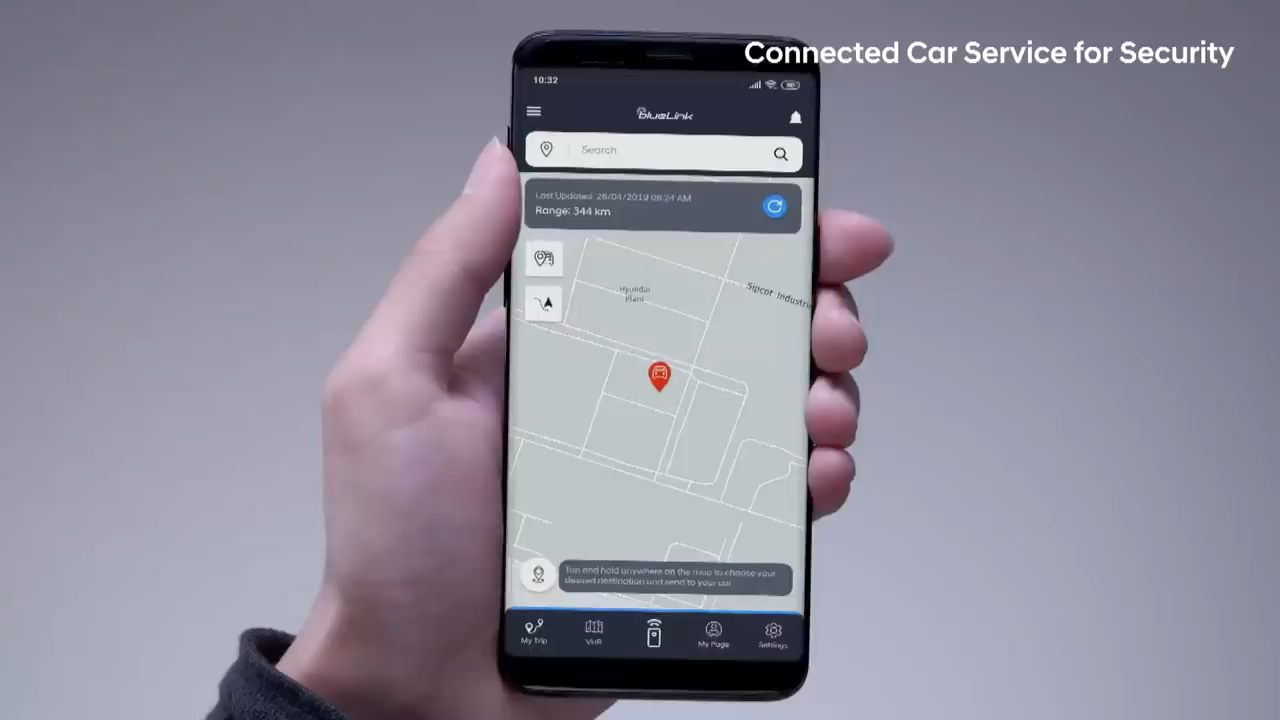 Connected Car Service for Security
10:32
blueLink
Search
Last Updated: 26/04/2019 06:24 AM
Range: 344 km
Hyundai
Plant
Sipcot Industri
Tap and hold anywhere on the map to choose your
desired destination and send to your car
My Trip
VHR
My Page
Settings